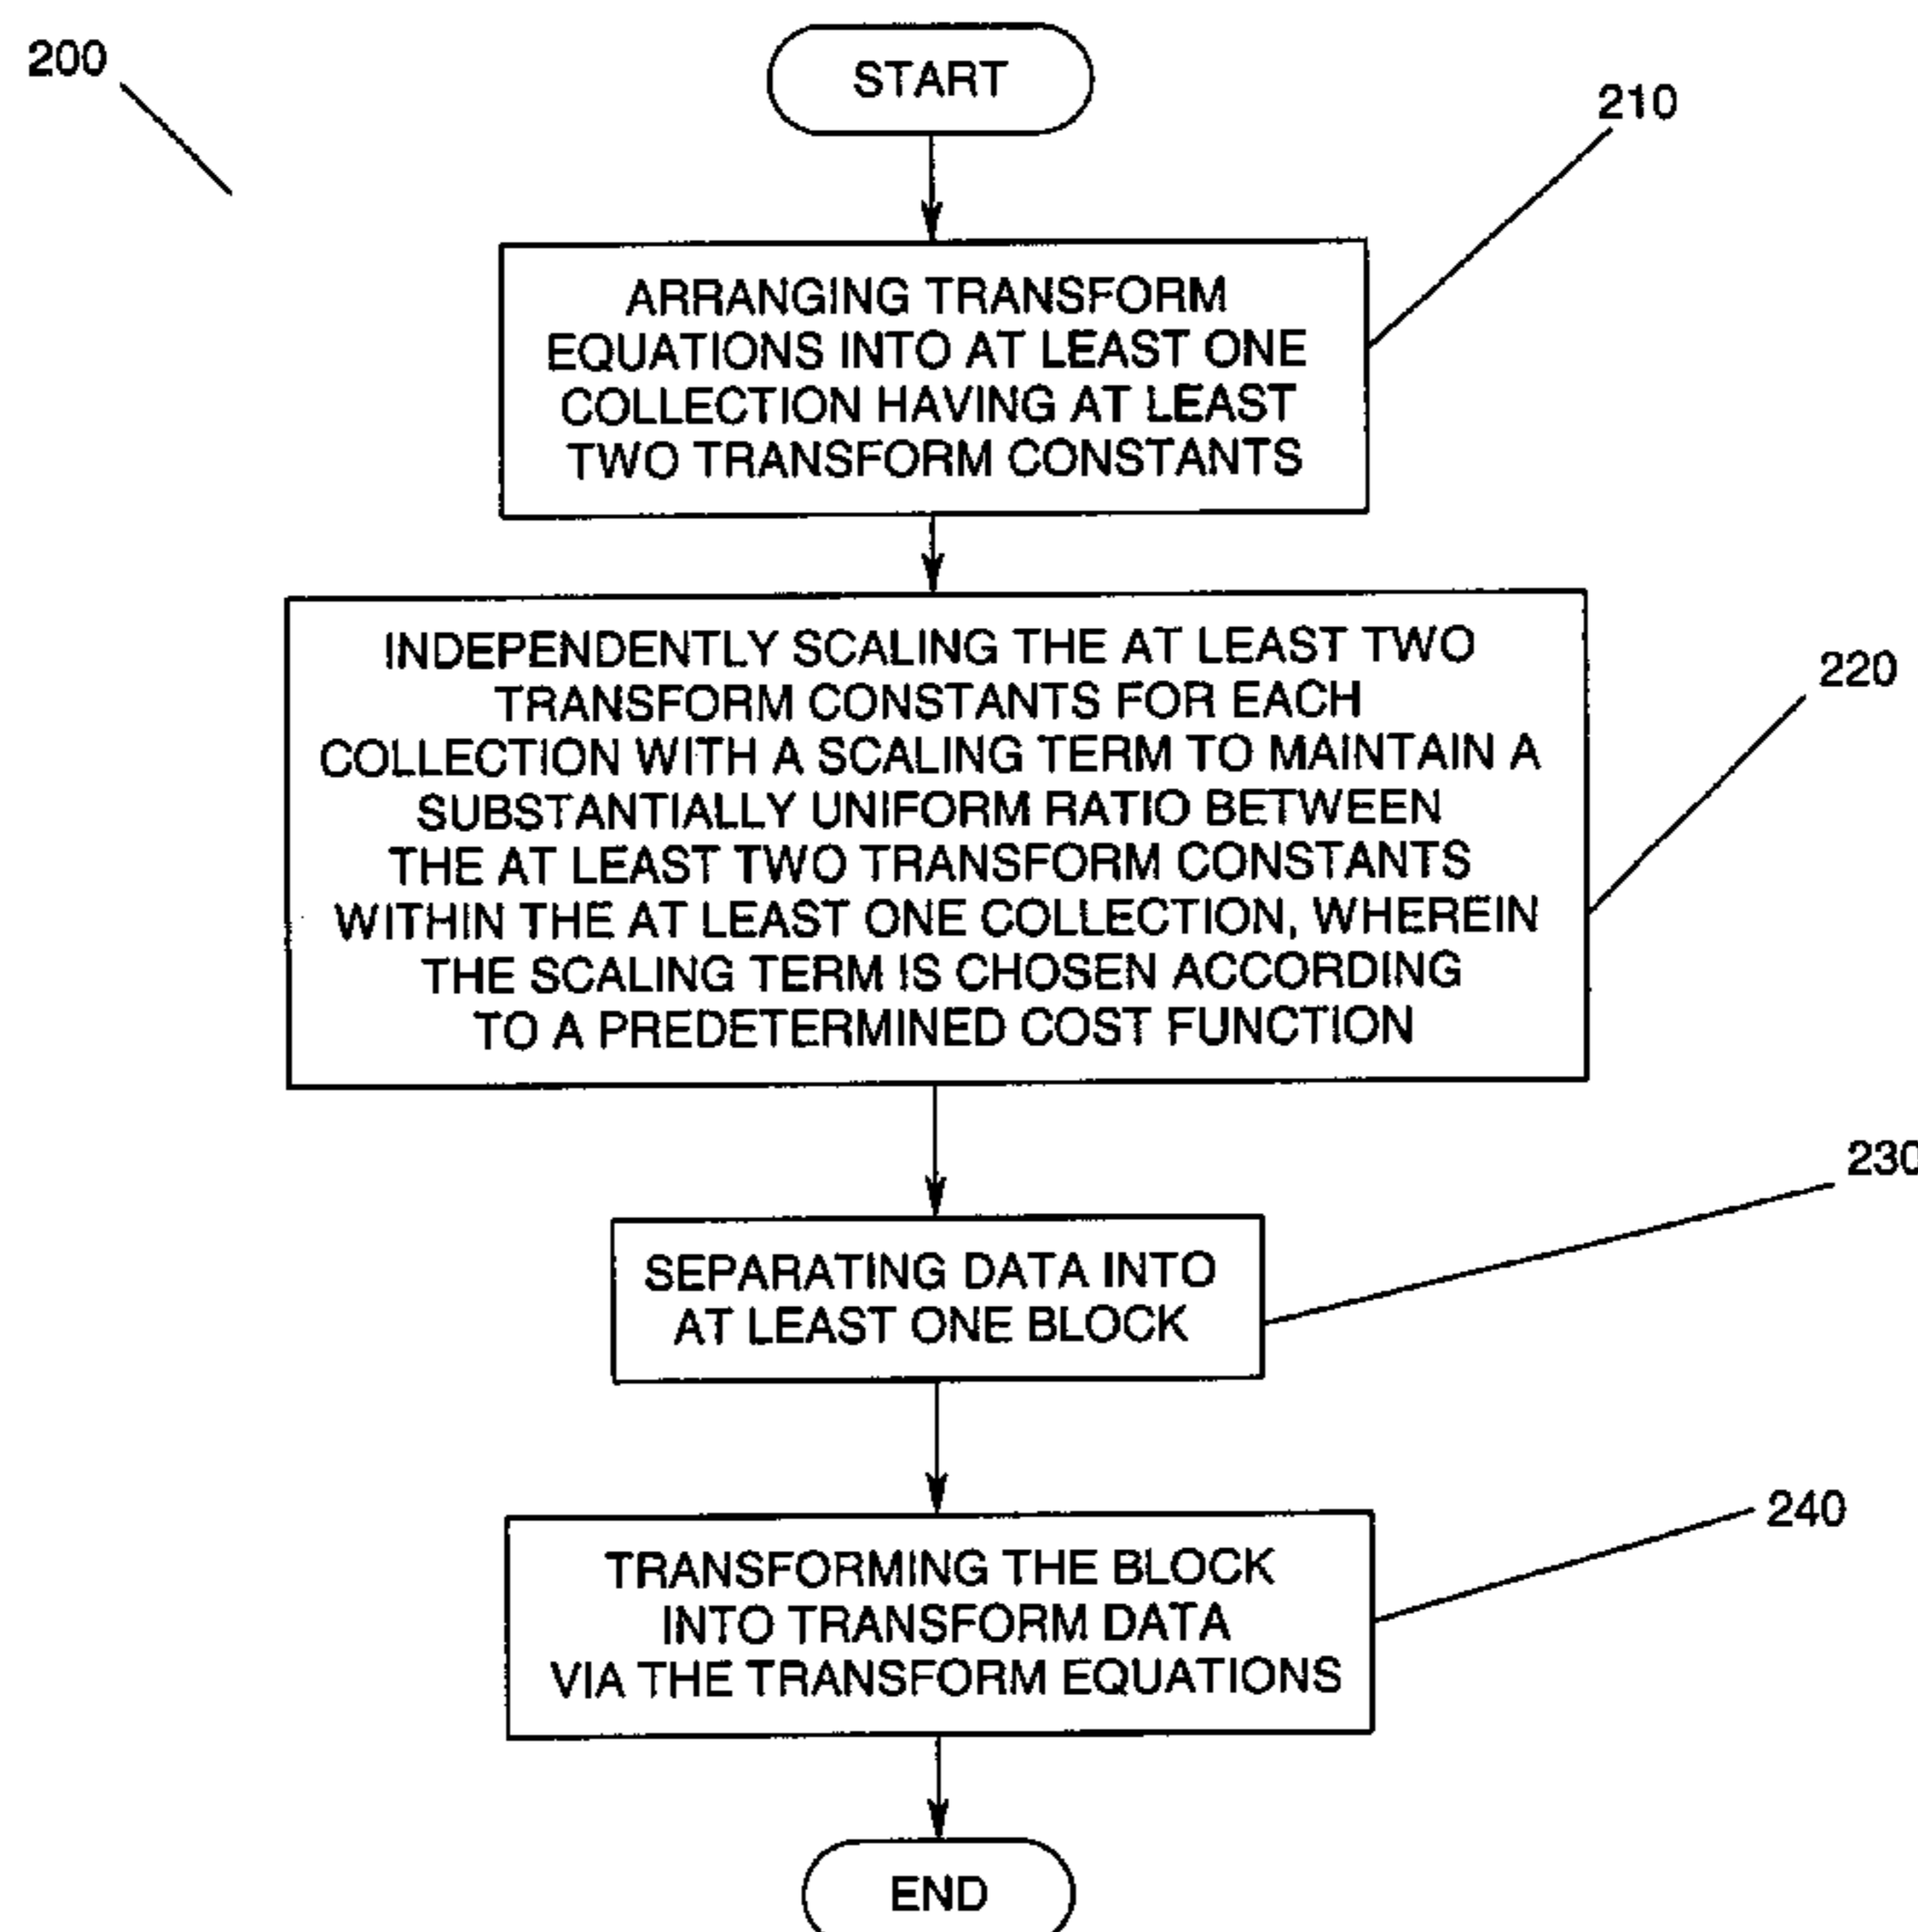 200
START
210
ARRANGING TRANSFORM
EQUATIONS INTO AT LEAST ONE
COLLECTION HAVING AT LEAST
TWO TRANSFORM CONSTANTS
INDEPENDENTLY SCALING THE AT LEAST TWO
TRANSFORM CONSTANTS FOR EACH
COLLECTION WITH A SCALING TERM TO MAINTAIN A
SUBSTANTIALLY UNIFORM RATIO BETWEEN
THE AT LEAST TWO TRANSFORM CONSTANTS
WITHIN THE AT LEAST ONE COLLECTION, WHEREIN
THE SCALING TERM IS CHOSEN ACCORDING
TO A PREDETERMINED COST FUNCTION
220
230
SEPARATING DATA INTO
AT LEAST ONE BLOCK
240
TRANSFORMING THE BLOCK
INTO TRANSFORM DATA
VIA THE TRANSFORM EQUATIONS
END